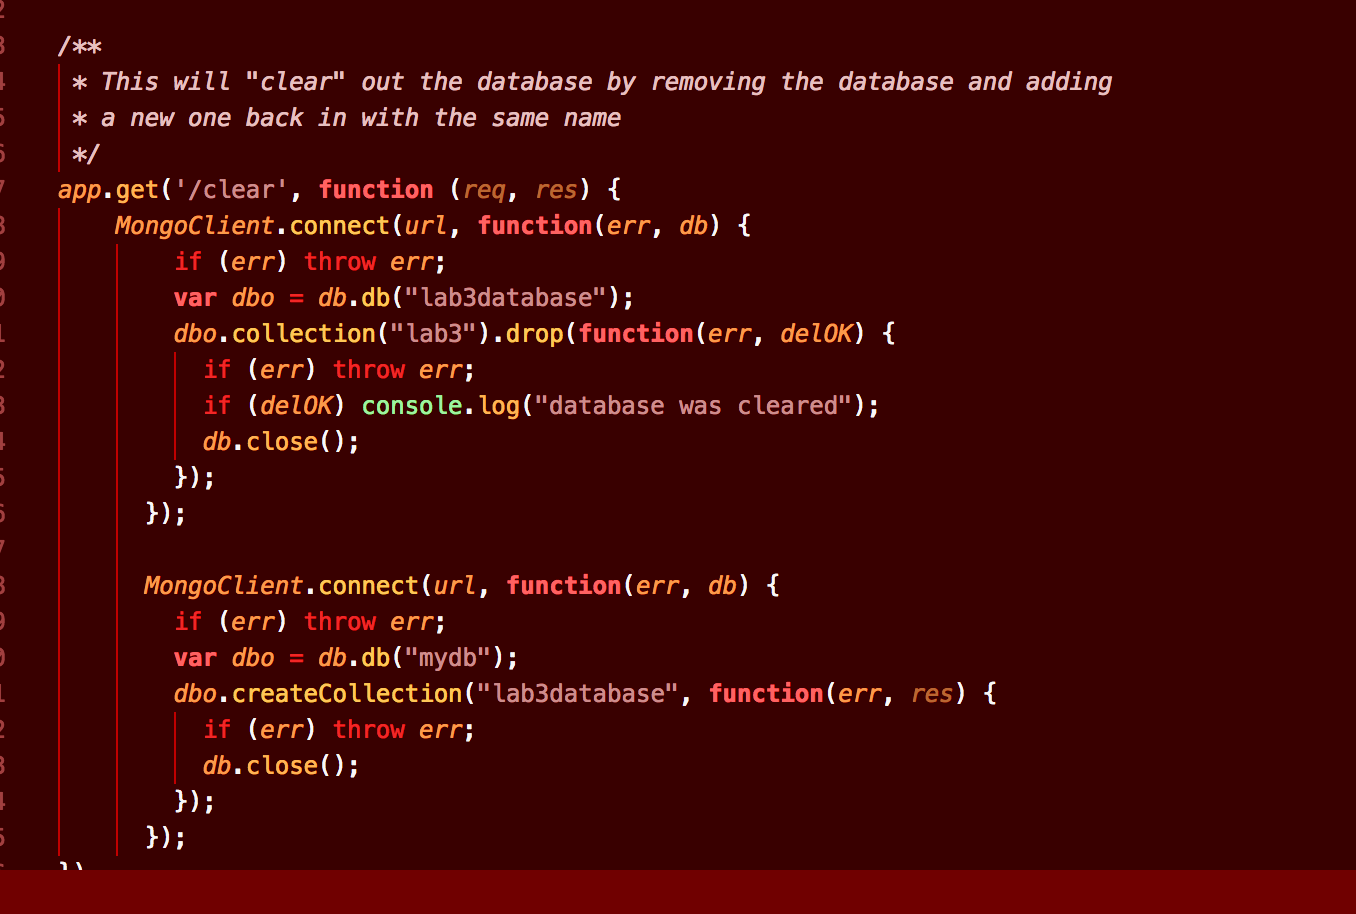 /**
* This will "clear" out the database by removing the database and adding
* a new one back in with the same name
*/
app.get('/clear', function (req, res) {
MongoClient.connect(url, function(err, db) {
if (err) throw err;
var dbo = db.db("lab3database");
dbo.collection("lab3").drop(function(err, delOK) {
if (err) throw err;
if (delOK) console.log("database was cleared");
db.close();
});
});
MongoClient.connect(url, function(err, db) {
if (err) throw err;
var dbo = db.db("mydb");
dbo.createCollection("lab3database", function(err, res) {
if (err) throw err;
db.close();
});
});